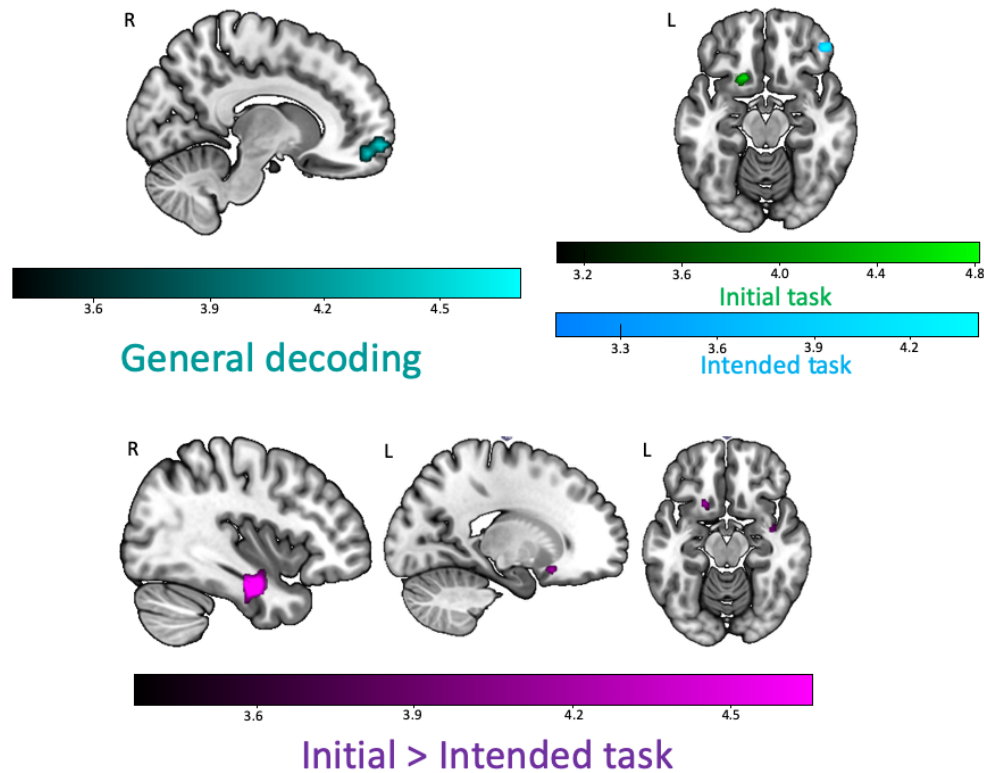 R
L
3.6 3.9 4.2 4.5
General decoding
3.2 3.6 4.0 4.4 4.8
Initial task
3.3 3.6 3.9 4.2
Intended task
R
L
L
3.6 3.9 4.2 4.5
Initial > Intended task